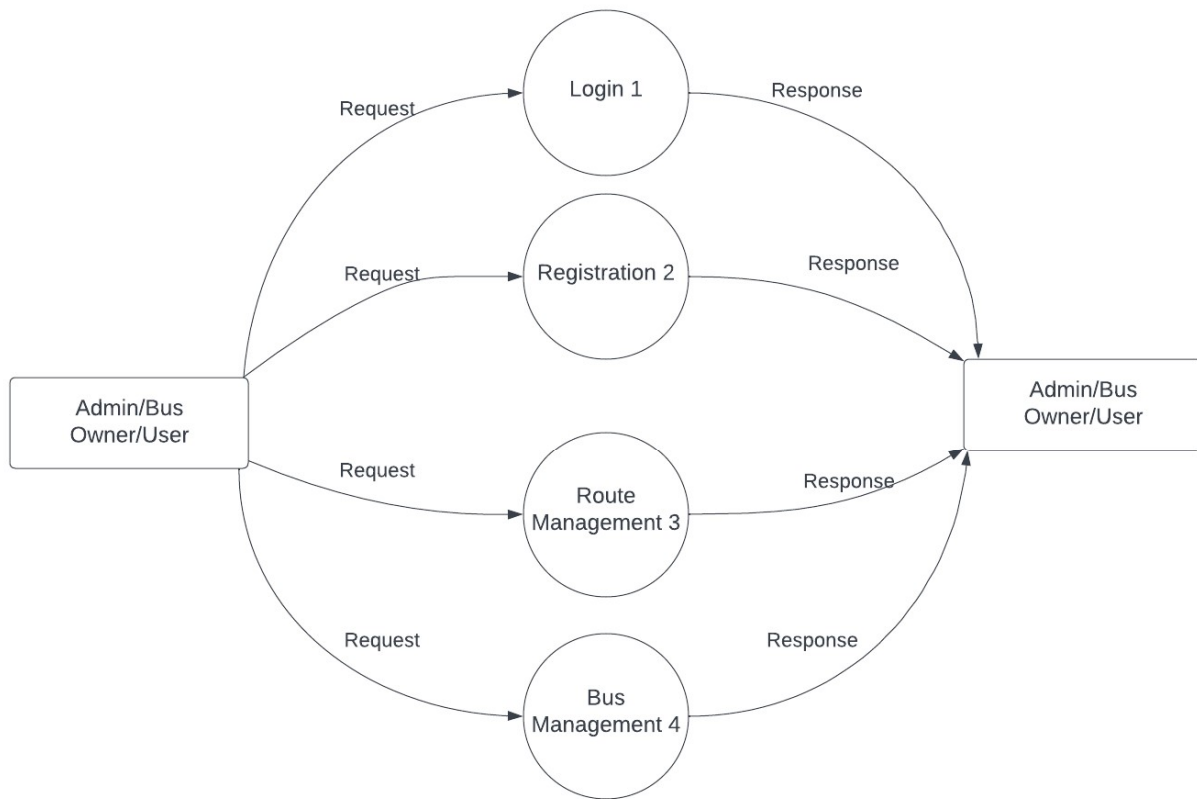 Login 1
Request
Response
Registration 2
Request
Response
Admin/Bus
Owner/User
Admin/Bus
Owner/User
Request
Route
Management 3
Response
Request
Bus
Management 4
Response